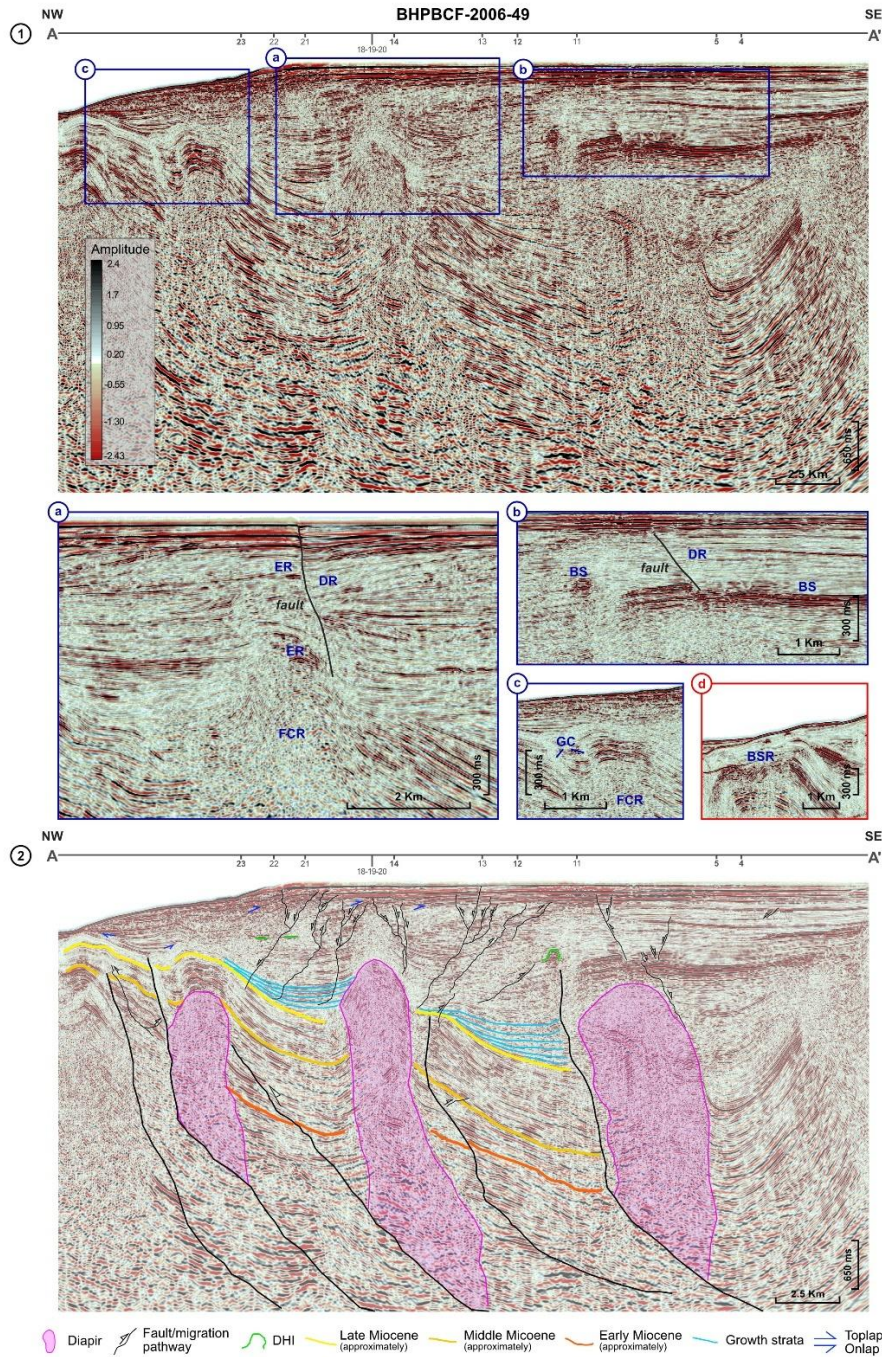 BHPBCF-2006-49
NW SE
1 A A'
23 22 21 18-19-20 14 13 12 11 5 4
c a b
Amplitude
2.4
1.7
0.95
0.20
-0.55
-1.30
-2.43
650 ms
2.5 Km
a
ER DR
fault
ER
FCR
300 ms
2 Km
b
DR
BS fault BS
300 ms
1 Km
c
GC
300 ms
1 Km FCR
d
BSR
300 ms
1 Km
NW SE
2 A A'
23 22 21 18-19-20 14 13 12 11 5 4
650 ms
2.5 Km
Diapir Fault/migration pathway DHI Late Miocene (approximately) Middle Miocene (approximately) Early Miocene (approximately) Growth strata Toplap Onlap